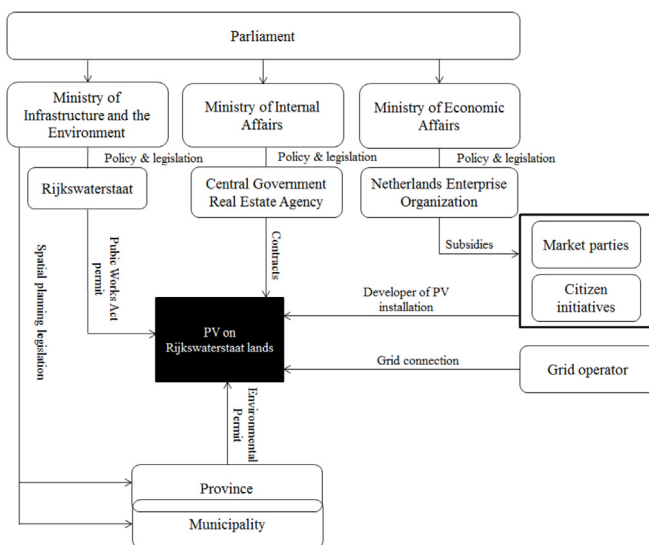 Parliament
Ministry of
Infrastructure and the
Environment
Ministry of Internal
Affairs
Ministry of Economic
Affairs
Policy & legislation
Policy & legislation
Policy & legislation
Rijkswaterstaat
Central Government
Real Estate Agency
Netherlands Enterprise
Organization
Subsidies
Market parties
Citizen
initiatives
Spatial planning legislation
Pubic Works Act
permit
Contracts
Developer of PV
installation
PV on
Rijkswaterstaat lands
Grid connection
Grid operator
Environmental
Permit
Province
Municipality